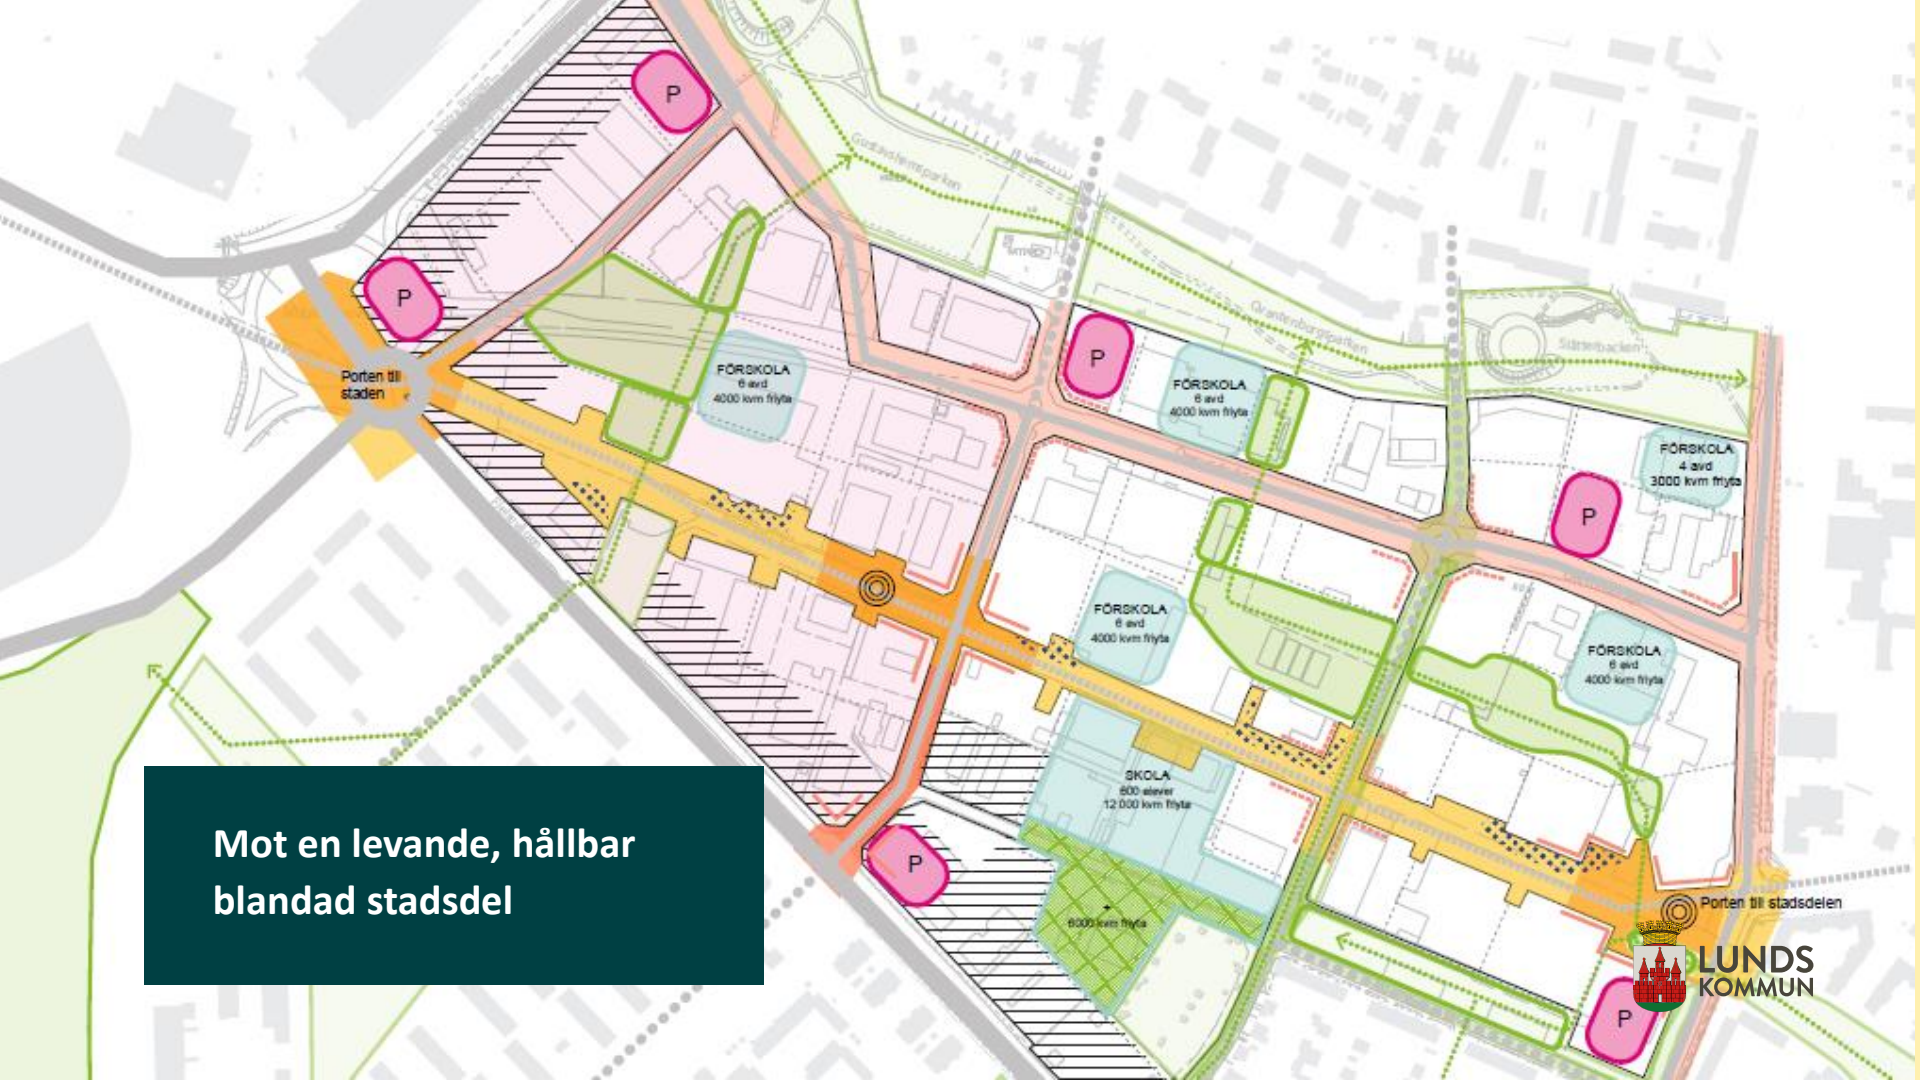 P
Gustavshemsparken
P
Porten till
staden
FÖRSKOLA
6 avd
4000 kvm friyta
P
FÖRSKOLA
6 avd
4000 kvm friyta
Slätterbacken
FÖRSKOLA
4 avd
3000 kvm friyta
P
FÖRSKOLA
6 avd
4000 kvm friyta
FÖRSKOLA
6 avd
4000 kvm friyta
SKOLA
600 elever
12 000 kvm friyta
P
+
6000 kvm friyta
Porten till stadsdelen
P
Mot en levande, hållbar
blandad stadsdel
LUNDS
KOMMUN